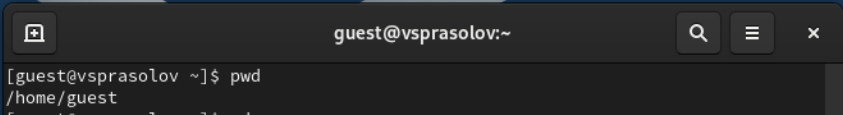 guest@vsprasolov:~
[guest@vsprasolov ~]$ pwd
/home/guest